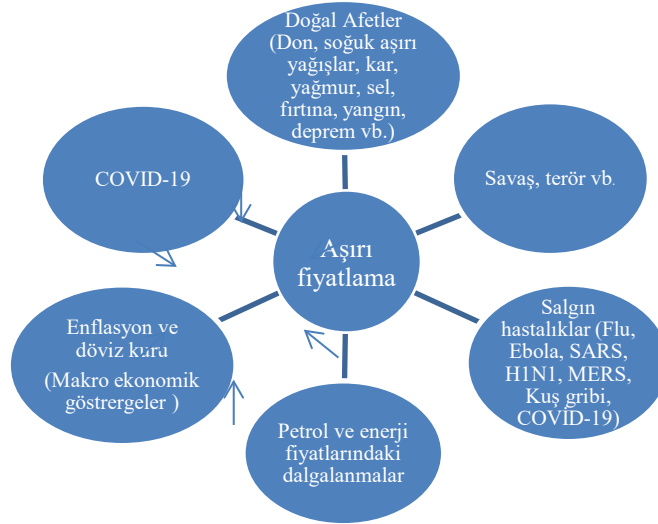 Doğal Afetler
(Don, soğuk aşırı
yağışlar, kar,
yağmur, sel,
fırtına, yangın,
deprem vb.)
COVID-19
Savaş, terör vb.
Aşırı
fiyatlama
Enflasyon ve
döviz kuru
(Makro ekonomik
göstrergeler )
Salgın
hastalıklar (Flu,
Ebola, SARS,
H1N1, MERS,
Kuş gribi,
COVID-19)
Petrol ve enerji
fiyatlarındaki
dalgalanmalar